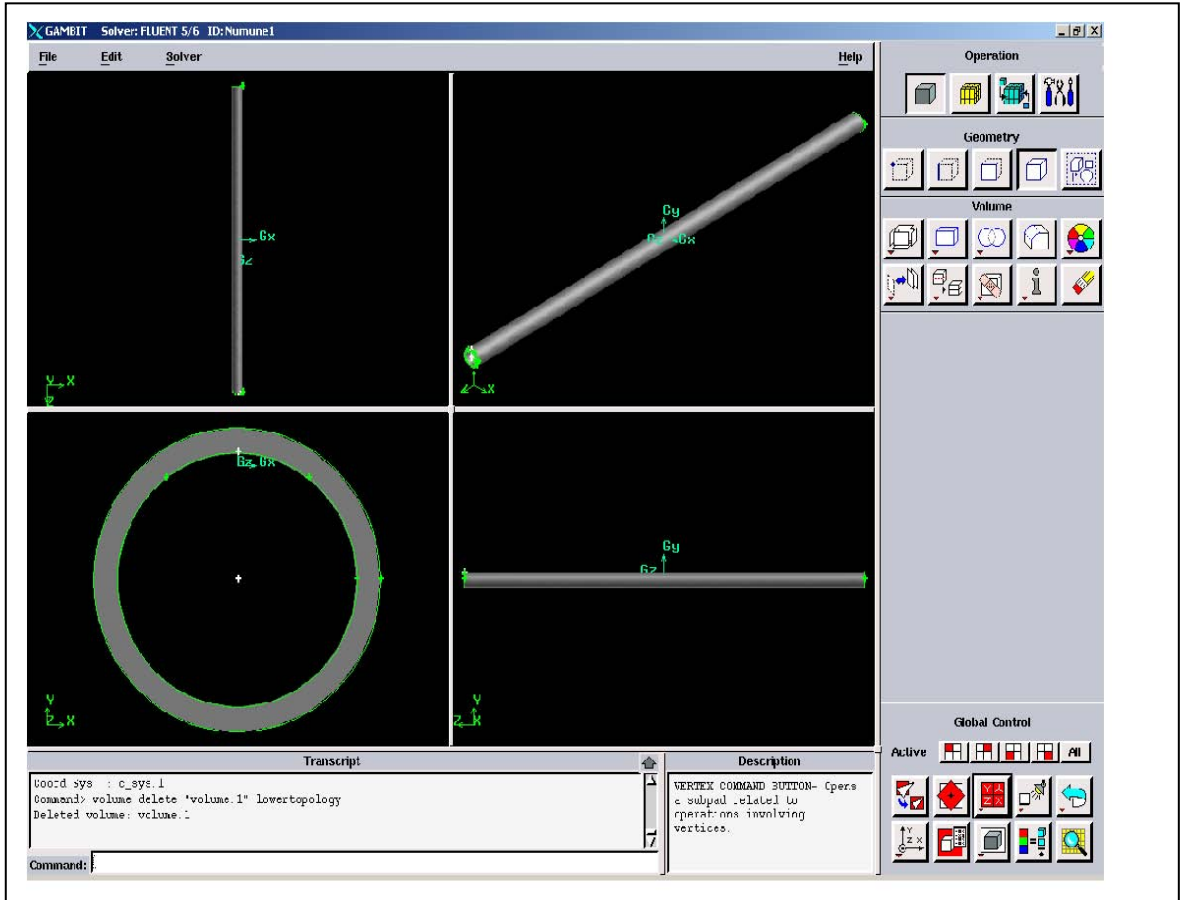 GAMBIT Solver: FLUENT 5/6 ID: Numune1
File Edit Solver Help
Operation
Geometry
Volume
Gx
Gz
Gy
Gx
Y X
Z
X
Gz Gx
Gy
Gz
Y
Z X
Y
Z X
Global Control
Active All
Transcript
Coord Sys : c_sys.1
Command> volume delete "volume.1" lowertopology
Deleted volume: volume.1
Command:
Description
VERTEX COMMAND BUTTON- Opens
a subpad related to
operations involving
vertices.